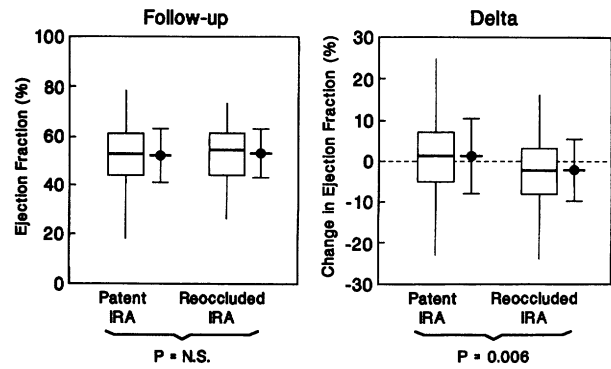 Follow-up
Ejection Fraction (%)
100
80
60
40
20
0
Patent IRA
Reoccluded IRA
P = N.S.
Delta
Change in Ejection Fraction (%)
30
20
10
0
-10
-20
-30
Patent IRA
Reoccluded IRA
P = 0.006